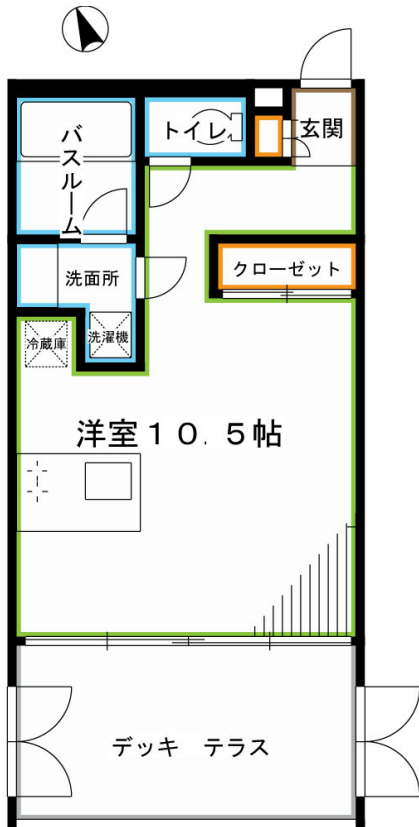 バスルーム
トイレ
玄関
洗面所
クローゼット
冷蔵庫
洗濯機
洋室10.5帖
デッキ テラス